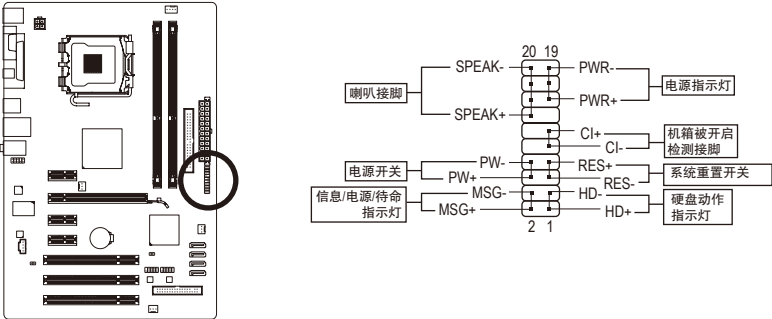 20 19
SPEAK-
PWR-
喇叭接脚
电源指示灯
SPEAK+
PWR+
CI+
机箱被开启
检测接脚
CI-
电源开关
PW-
RES+
系统重置开关
PW+
RES-
信息/电源/待命
指示灯
MSG-
HD-
硬盘动作
指示灯
MSG+
HD+
2 1